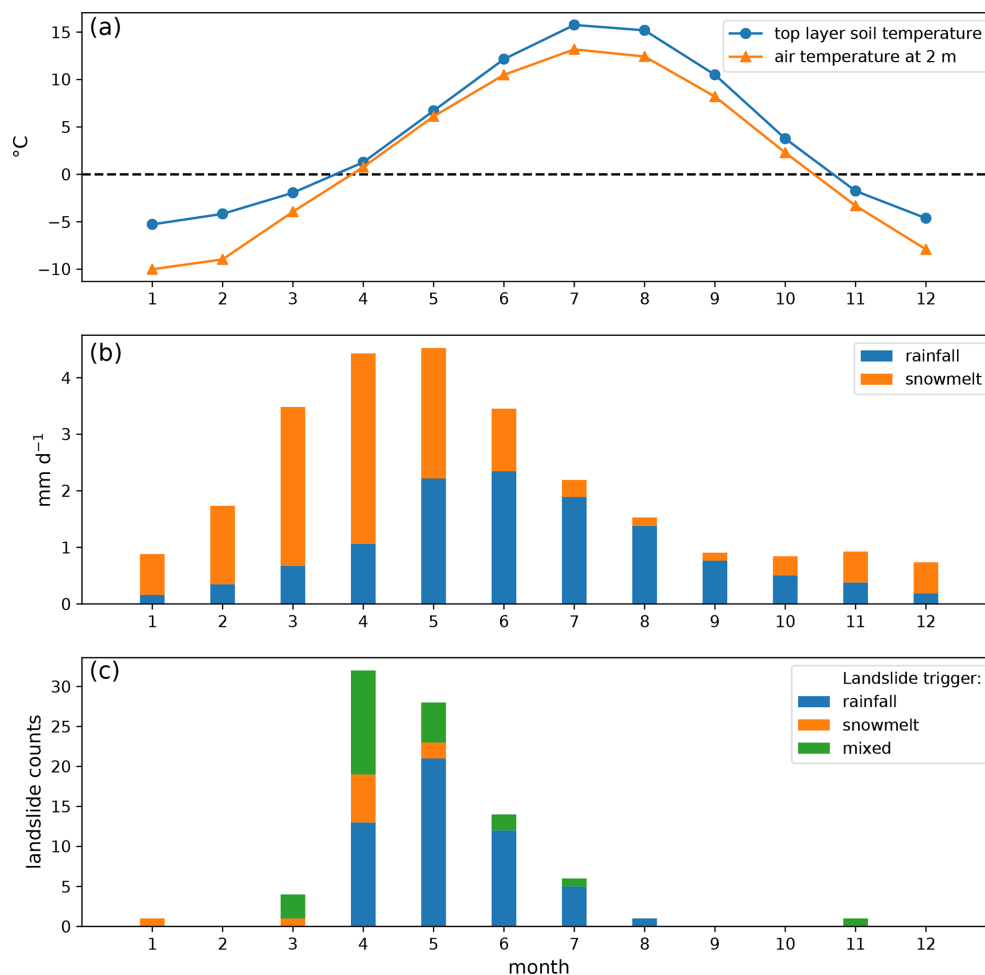 (a)
top layer soil temperature
air temperature at 2 m
°C
15
10
5
0
−5
−10
1 2 3 4 5 6 7 8 9 10 11 12
(b)
rainfall
snowmelt
mm d⁻¹
4
3
2
1
0
1 2 3 4 5 6 7 8 9 10 11 12
(c)
Landslide trigger:
rainfall
snowmelt
mixed
landslide counts
30
25
20
15
10
5
0
1 2 3 4 5 6 7 8 9 10 11 12
month